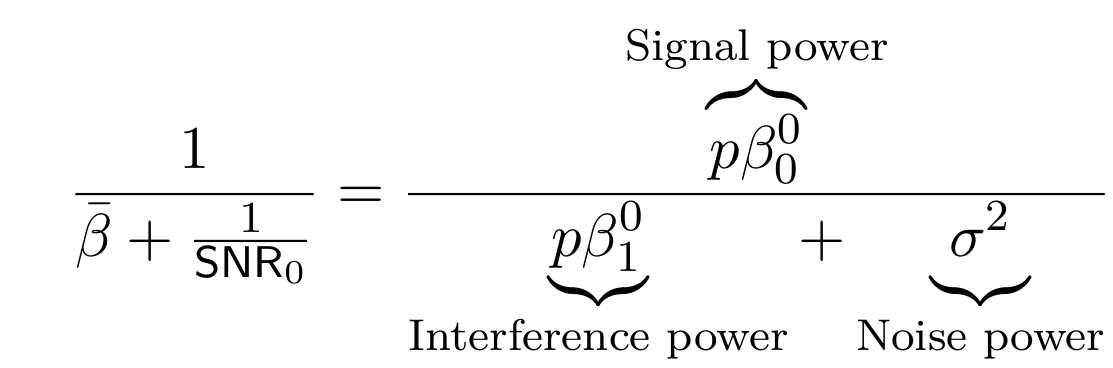 Signal power
1 / (β̄ + 1/SNR₀) = pβ₀⁰ / (pβ₁⁰ + σ²)
Interference power Noise power